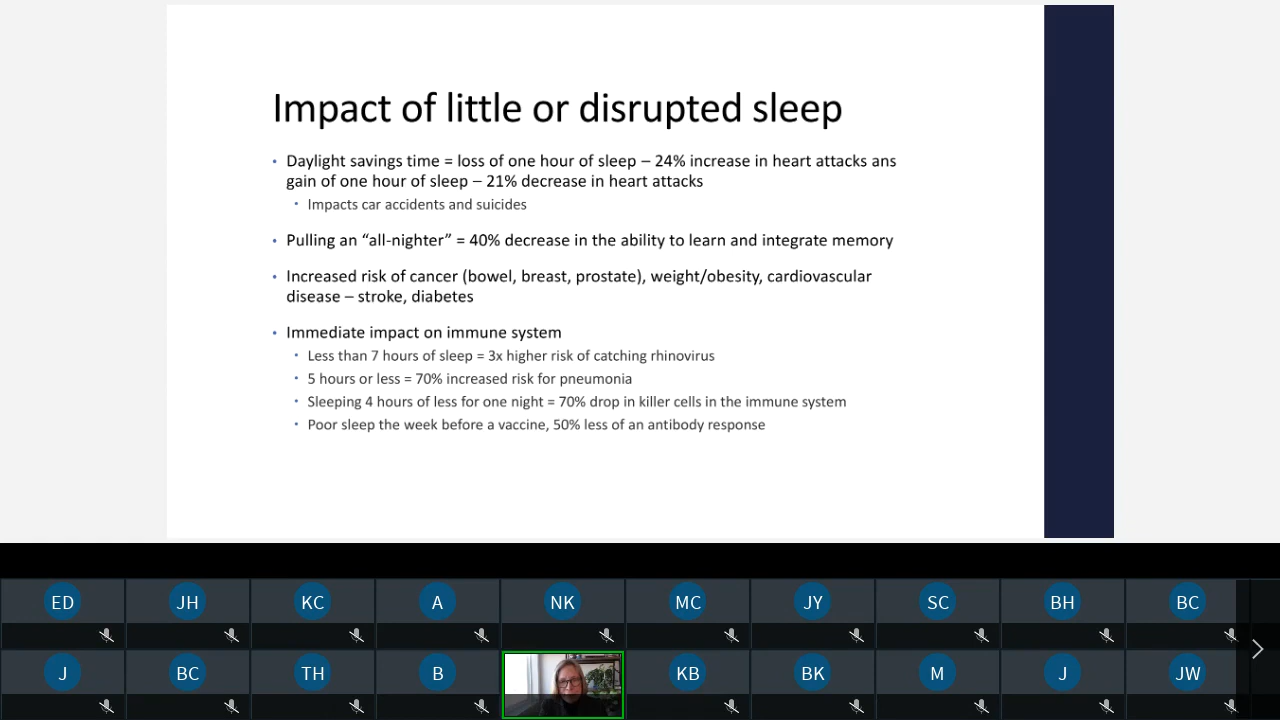 Impact of little or disrupted sleep
• Daylight savings time = loss of one hour of sleep – 24% increase in heart attacks ans
gain of one hour of sleep – 21% decrease in heart attacks
• Impacts car accidents and suicides
• Pulling an “all-nighter” = 40% decrease in the ability to learn and integrate memory
• Increased risk of cancer (bowel, breast, prostate), weight/obesity, cardiovascular
disease – stroke, diabetes
• Immediate impact on immune system
• Less than 7 hours of sleep = 3x higher risk of catching rhinovirus
• 5 hours or less = 70% increased risk for pneumonia
• Sleeping 4 hours of less for one night = 70% drop in killer cells in the immune system
• Poor sleep the week before a vaccine, 50% less of an antibody response
ED JH KC A NK MC JY SC BH BC
J BC TH B KB BK M J JW